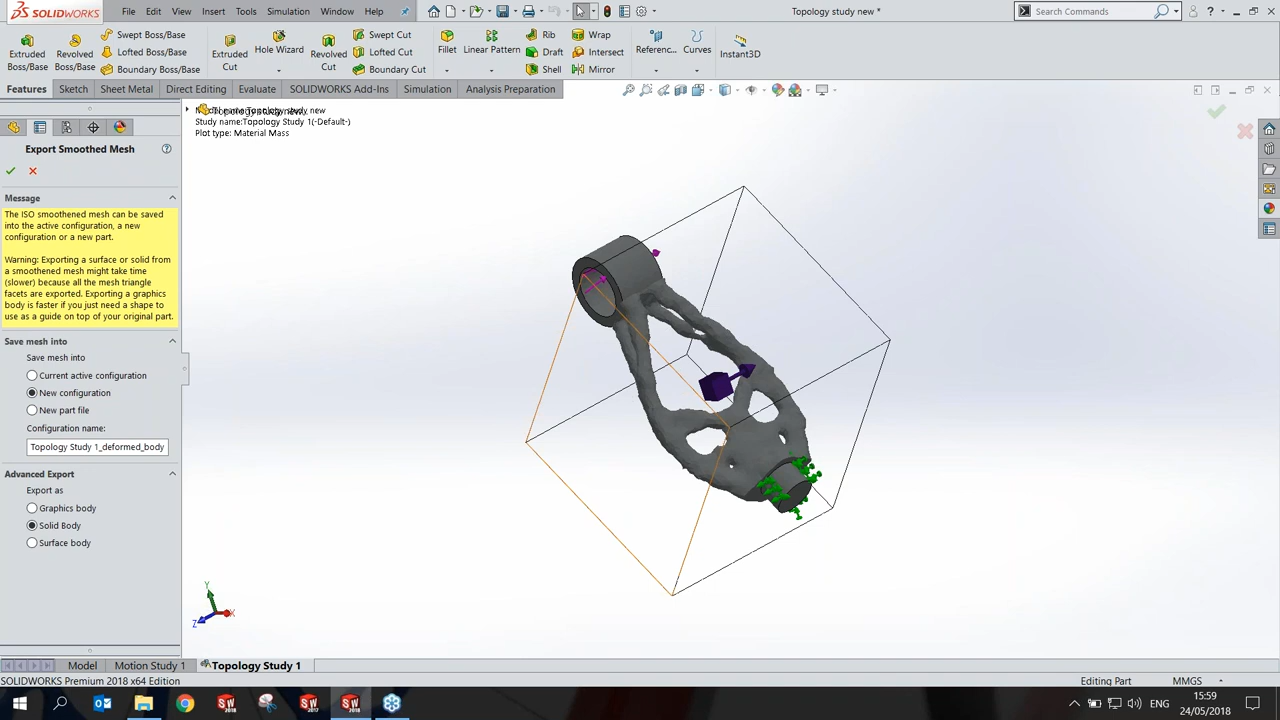 SOLIDWORKS
File Edit View Insert Tools Simulation Window Help
Topology study new *
Search Commands
Extruded Boss/Base
Revolved Boss/Base
Swept Boss/Base
Lofted Boss/Base
Boundary Boss/Base
Extruded Cut
Hole Wizard
Revolved Cut
Swept Cut
Lofted Cut
Boundary Cut
Fillet
Linear Pattern
Rib
Draft
Shell
Wrap
Intersect
Mirror
Referenc...
Curves
Instant3D
Features Sketch Sheet Metal Direct Editing Evaluate SOLIDWORKS Add-Ins Simulation Analysis Preparation
Study name:Topology Study 1(-Default-)
Plot type: Material Mass
Export Smoothed Mesh
Message
The ISO smoothened mesh can be saved
into the active configuration, a new
configuration or a new part.
Warning: Exporting a surface or solid from
a smoothened mesh might take time
(slower) because all the mesh triangle
facets are exported. Exporting a graphics
body is faster if you just need a shape to
use as a guide on top of your original part.
Save mesh into
Save mesh into
Current active configuration
New configuration
New part file
Configuration name:
Topology Study 1_deformed_body
Advanced Export
Export as
Graphics body
Solid Body
Surface body
Y
X
Z
Model Motion Study 1 Topology Study 1
SOLIDWORKS Premium 2018 x64 Edition
Editing Part
MMGS
ENG
15:59
24/05/2018